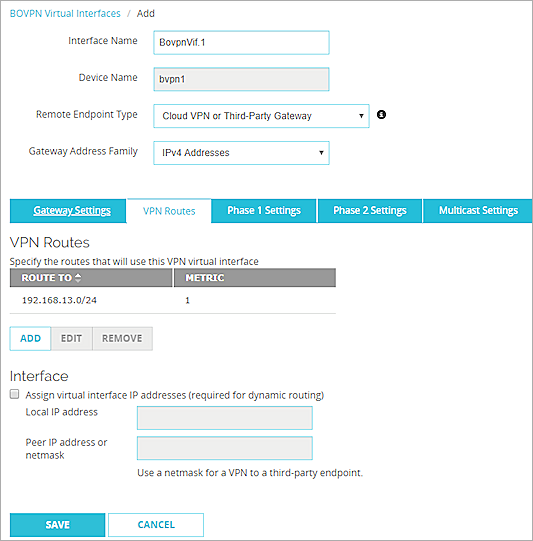 BOVPN Virtual Interfaces / Add
Interface Name BovpnVif.1
Device Name bvpn1
Remote Endpoint Type Cloud VPN or Third-Party Gateway
Gateway Address Family IPv4 Addresses
Gateway Settings VPN Routes Phase 1 Settings Phase 2 Settings Multicast Settings
VPN Routes
Specify the routes that will use this VPN virtual interface
ROUTE TO METRIC
192.168.13.0/24 1
ADD EDIT REMOVE
Interface
Assign virtual interface IP addresses (required for dynamic routing)
Local IP address
Peer IP address or
netmask
Use a netmask for a VPN to a third-party endpoint.
SAVE CANCEL